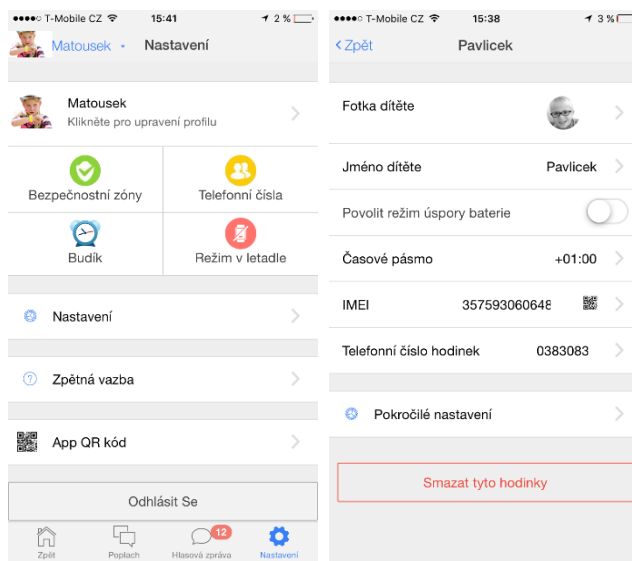 T-Mobile CZ 15:41 2 %
Matousek Nastavení
Matousek
Klikněte pro upravení profilu
Bezpečnostní zóny Telefonní čísla
Budík Režim v letadle
Nastavení
Zpětná vazba
App QR kód
Odhlásit Se
12
Zpět Poplach Hlasová zpráva Nastavení
T-Mobile CZ 15:38 3 %
Zpět Pavlicek
Fotka dítěte
Jméno dítěte Pavlicek
Povolit režim úspory baterie
Časové pásmo +01:00
IMEI 357593060648
Telefonní číslo hodinek 0383083
Pokročilé nastavení
Smazat tyto hodinky